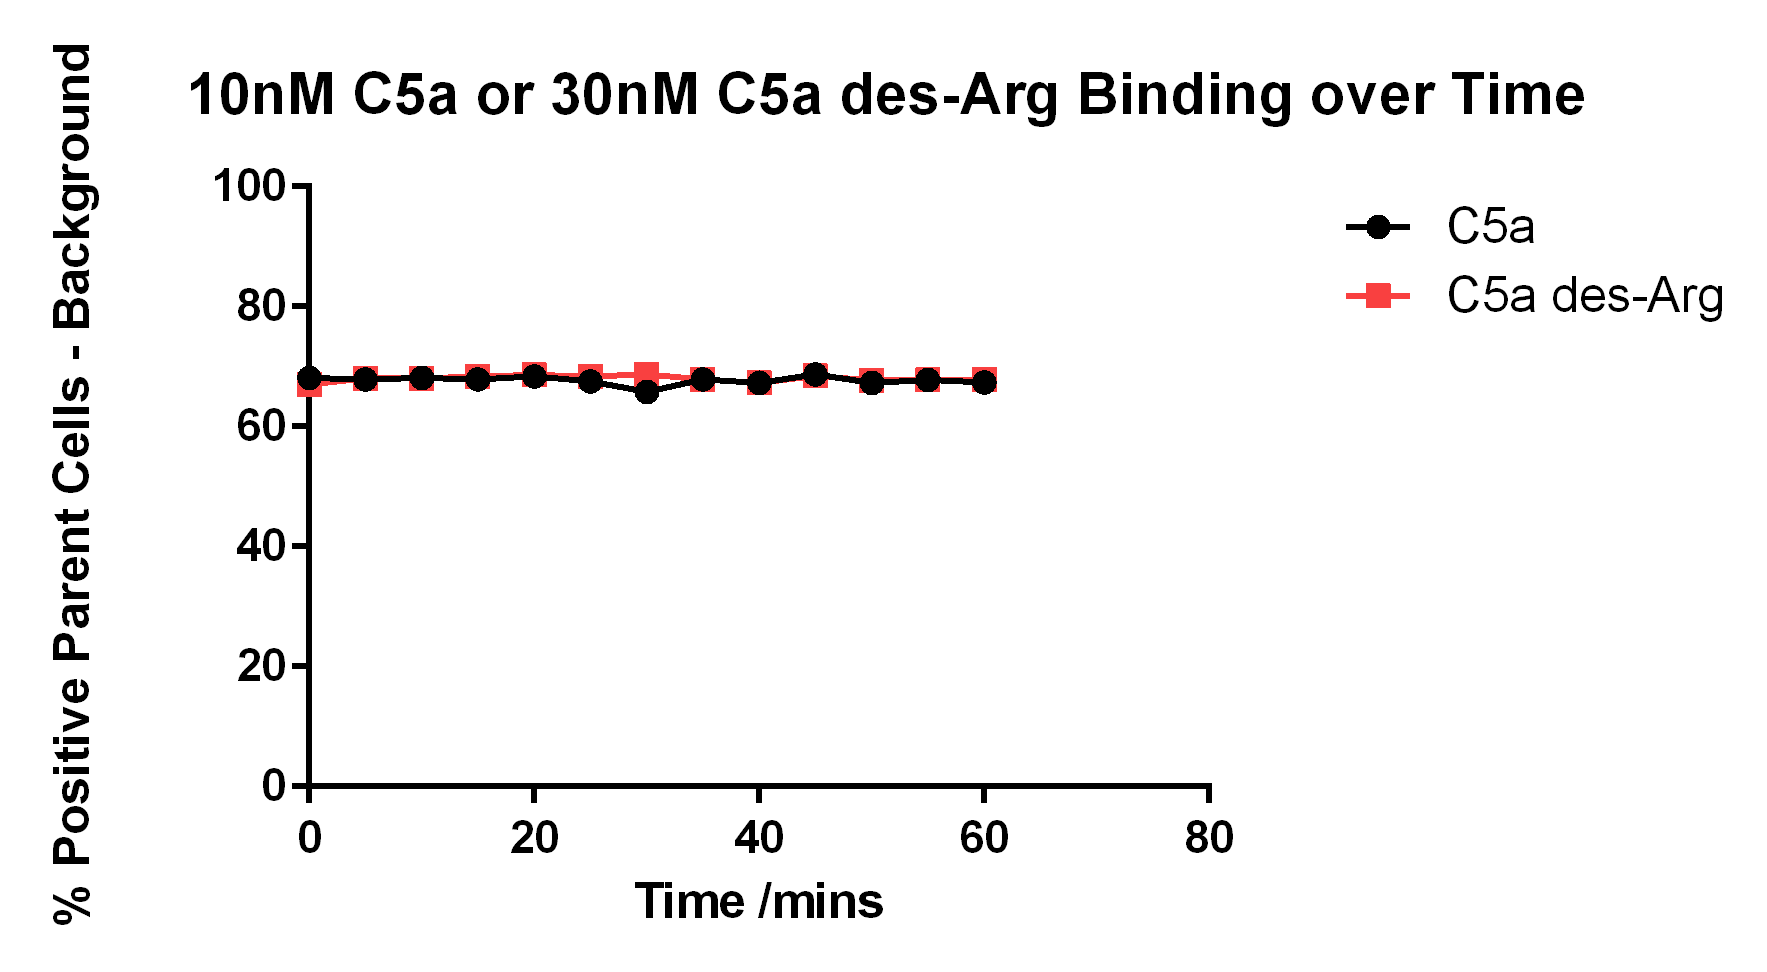 10nM C5a or 30nM C5a des-Arg Binding over Time
% Positive Parent Cells - Background
100
80
60
40
20
0
0 20 40 60 80
Time /mins
C5a
C5a des-Arg